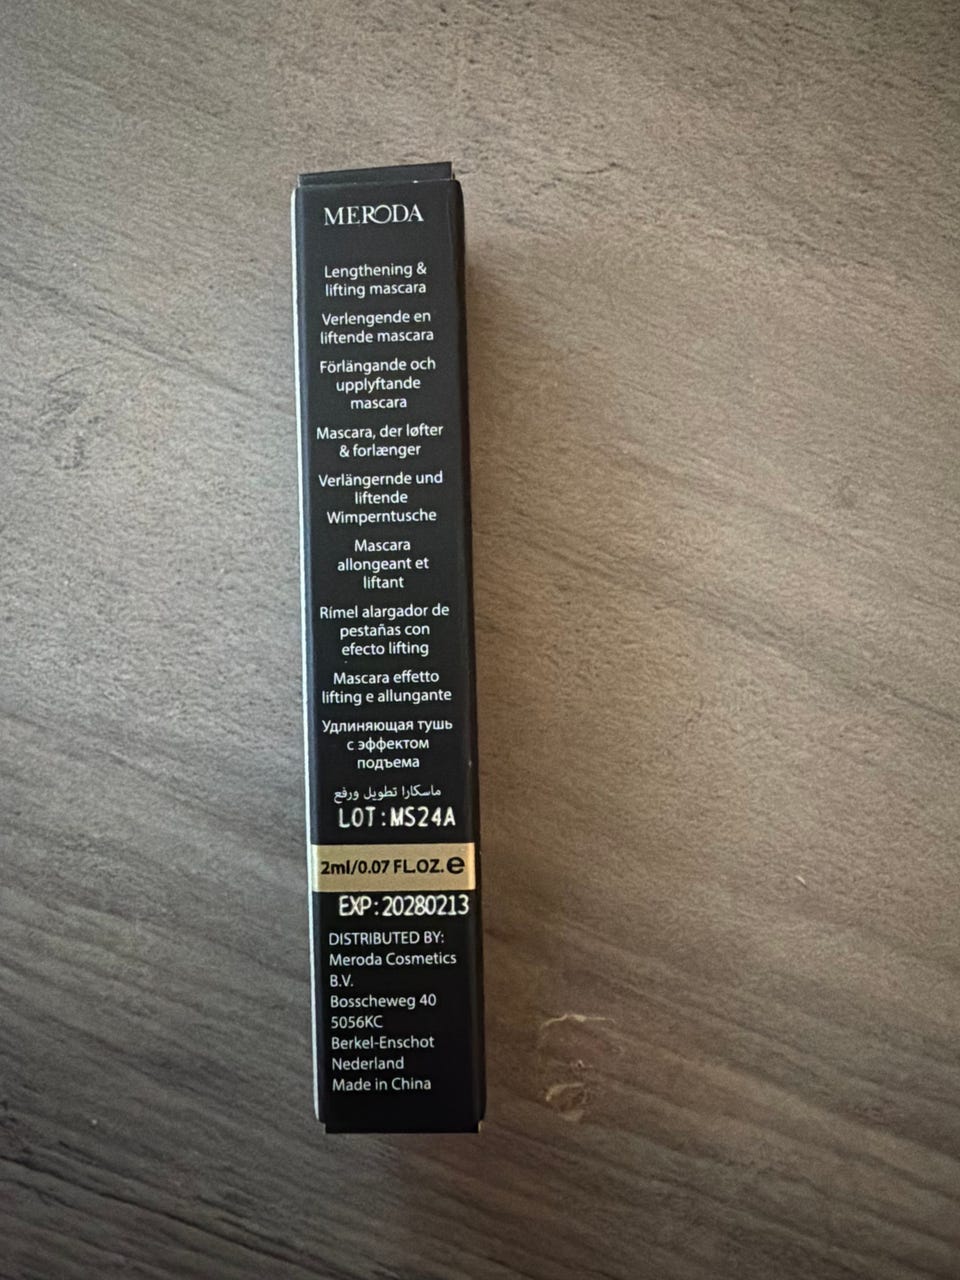 MERODA
Lengthening &
lifting mascara
Verlengende en
liftende mascara
Förlängande och
upplyftande
mascara
Mascara, der løfter
& forlænger
Verlängernde und
liftende
Wimperntusche
Mascara
allongeant et
liftant
Rímel alargador de
pestañas con
efecto lifting
Mascara effetto
lifting e allungante
Удлиняющая тушь
с эффектом
подъема
ماسكارا تطويل ورفع
LOT:MS24A
2ml/0.07 FL.OZ. ℮
EXP:20280213
DISTRIBUTED BY:
Meroda Cosmetics
B.V.
Bosscheweg 40
5056KC
Berkel-Enschot
Nederland
Made in China